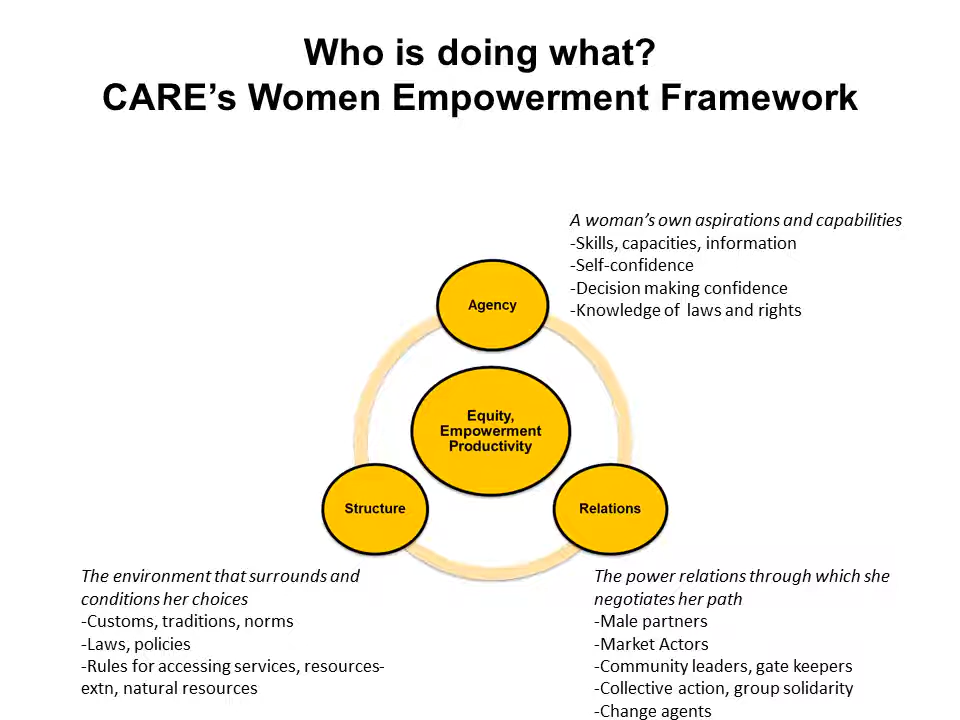 Who is doing what?
CARE’s Women Empowerment Framework
A woman’s own aspirations and capabilities
-Skills, capacities, information
-Self-confidence
-Decision making confidence
-Knowledge of  laws and rights
Agency
Equity,
Empowerment
Productivity
Structure
Relations
The environment that surrounds and
conditions her choices
-Customs, traditions, norms
-Laws, policies
-Rules for accessing services, resources-
extn, natural resources
The power relations through which she
negotiates her path
-Male partners
-Market Actors
-Community leaders, gate keepers
-Collective action, group solidarity
-Change agents